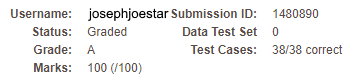 Username: josephjoestar Submission ID: 1480890
Status: Graded Data Test Set 0
Grade: A Test Cases: 38/38 correct
Marks: 100 (/100)